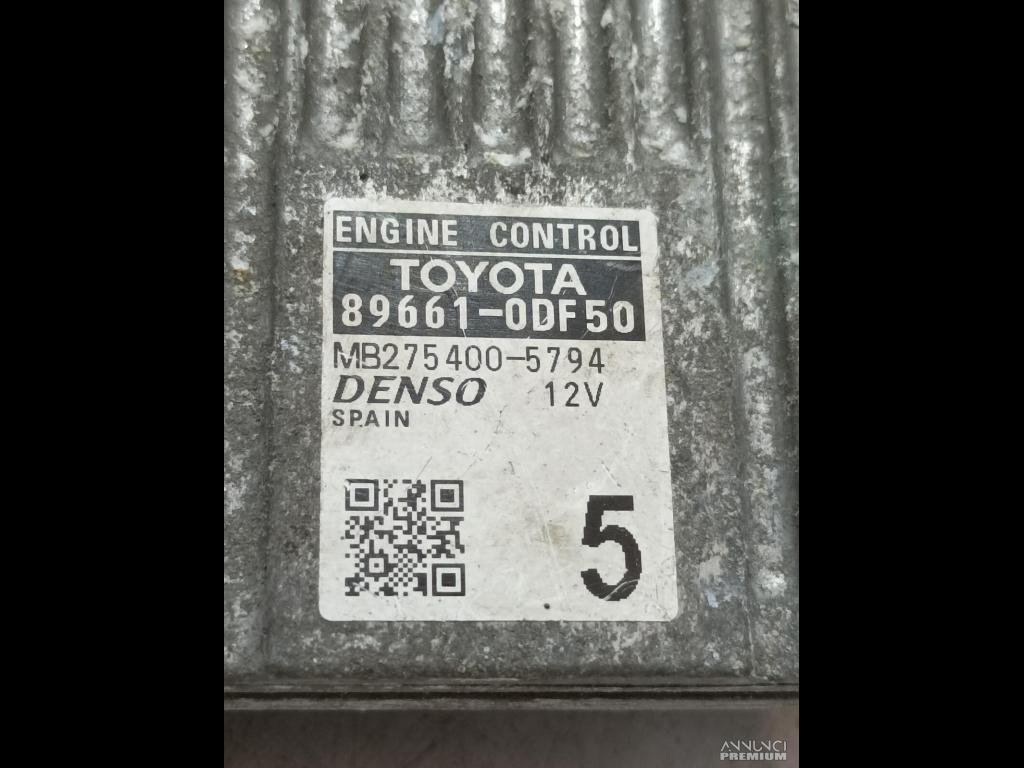 ENGINE CONTROL
TOYOTA
89661-0DF50
MB275400-5794
DENSO 12V
SPAIN
5
ANNUNCI
PREMIUM